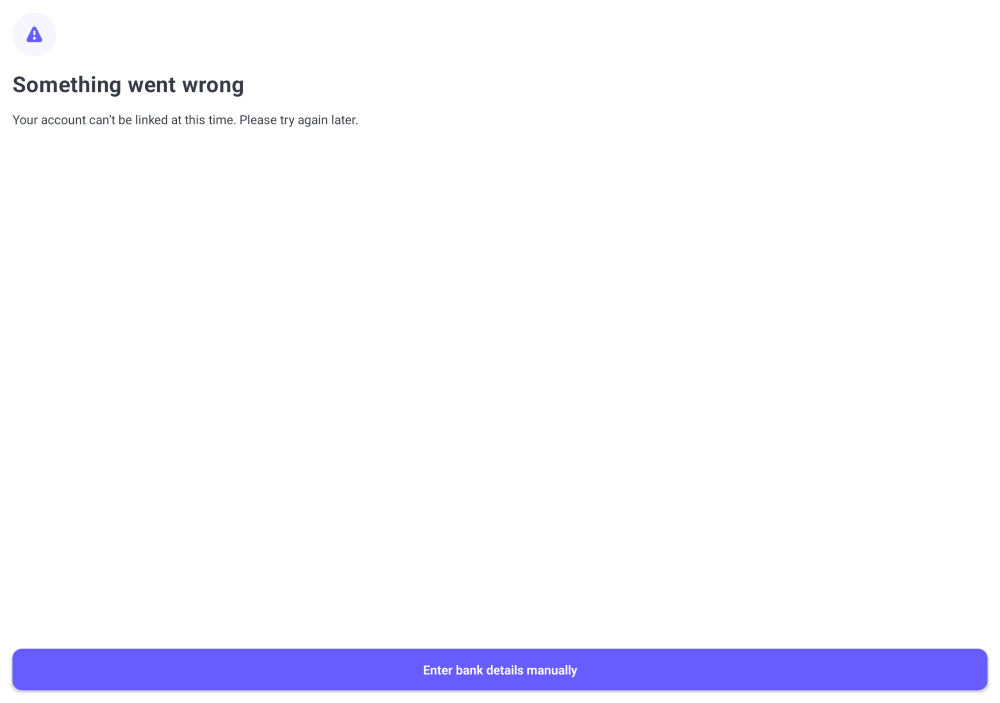 Something went wrong
Your account can't be linked at this time. Please try again later.
Enter bank details manually